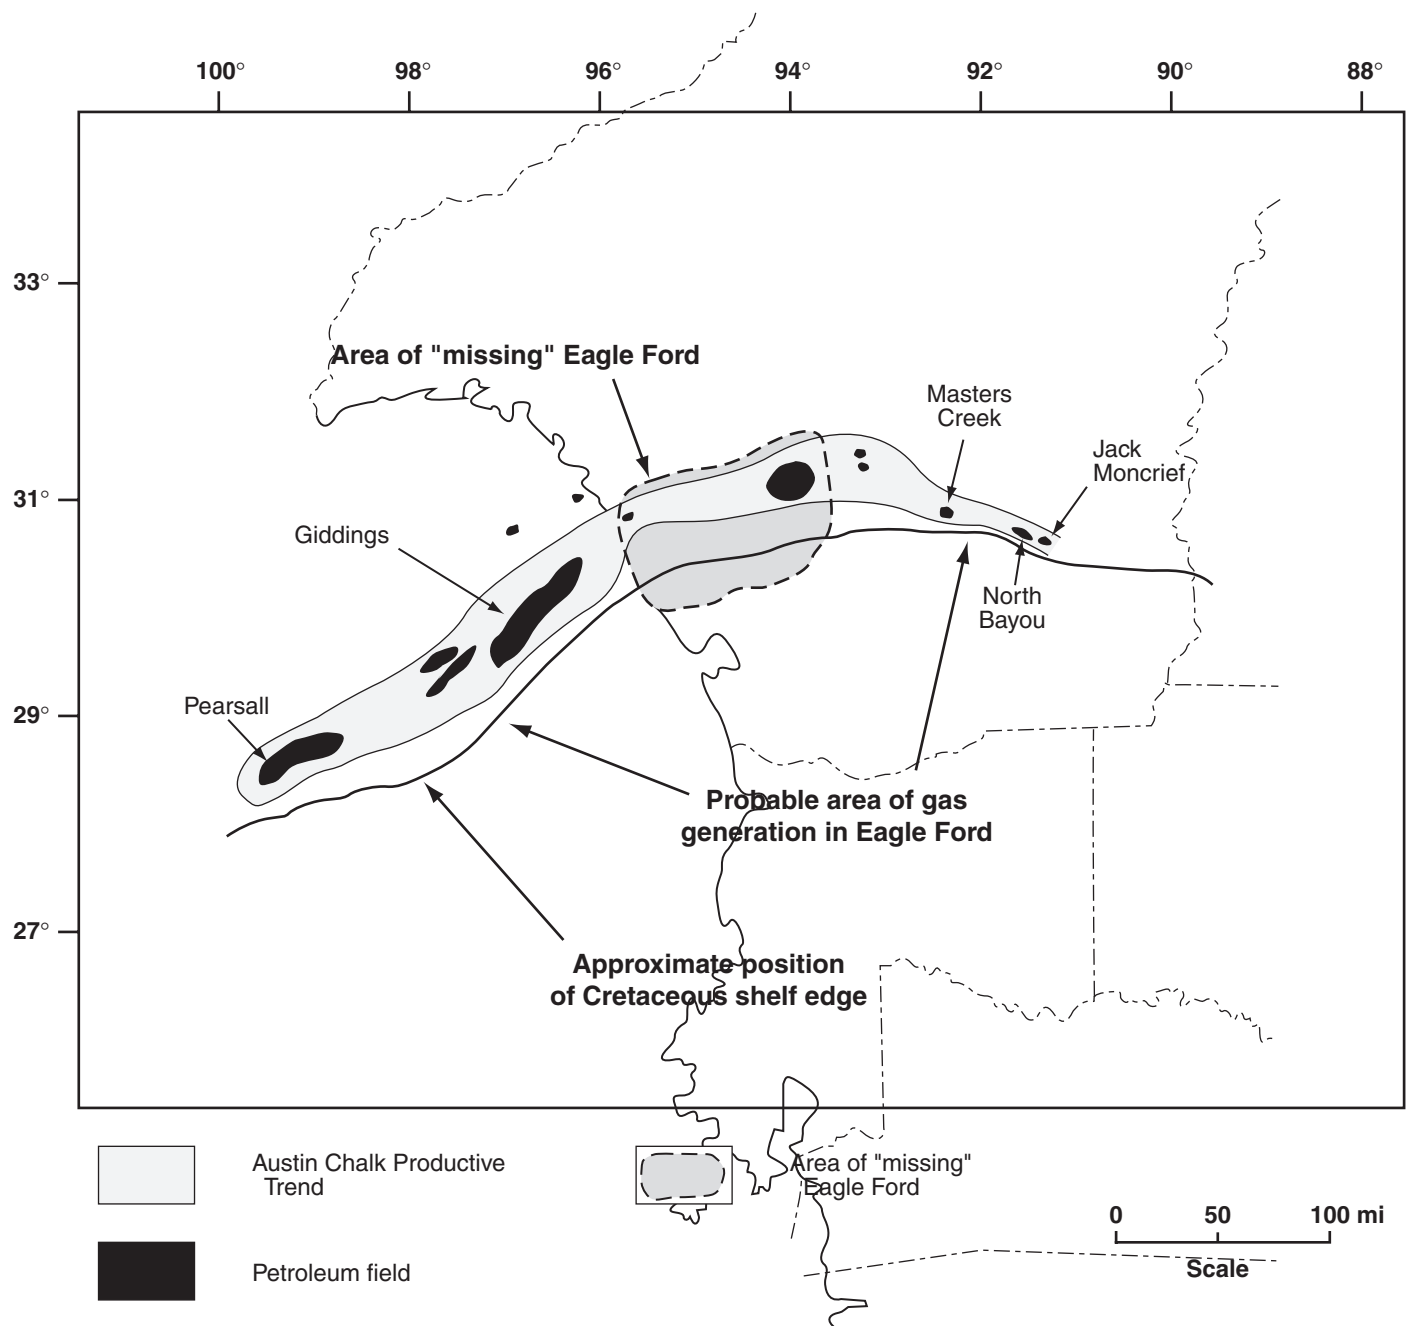 100° 98° 96° 94° 92° 90° 88°
33°
Area of "missing" Eagle Ford
Masters
Creek
Jack
Moncrief
31°
Giddings
North
Bayou
Pearsall
29°
Probable area of gas
generation in Eagle Ford
27°
Approximate position
of Cretaceous shelf edge
Austin Chalk Productive
Trend
Area of "missing"
Eagle Ford
0 50 100 mi
Scale
Petroleum field